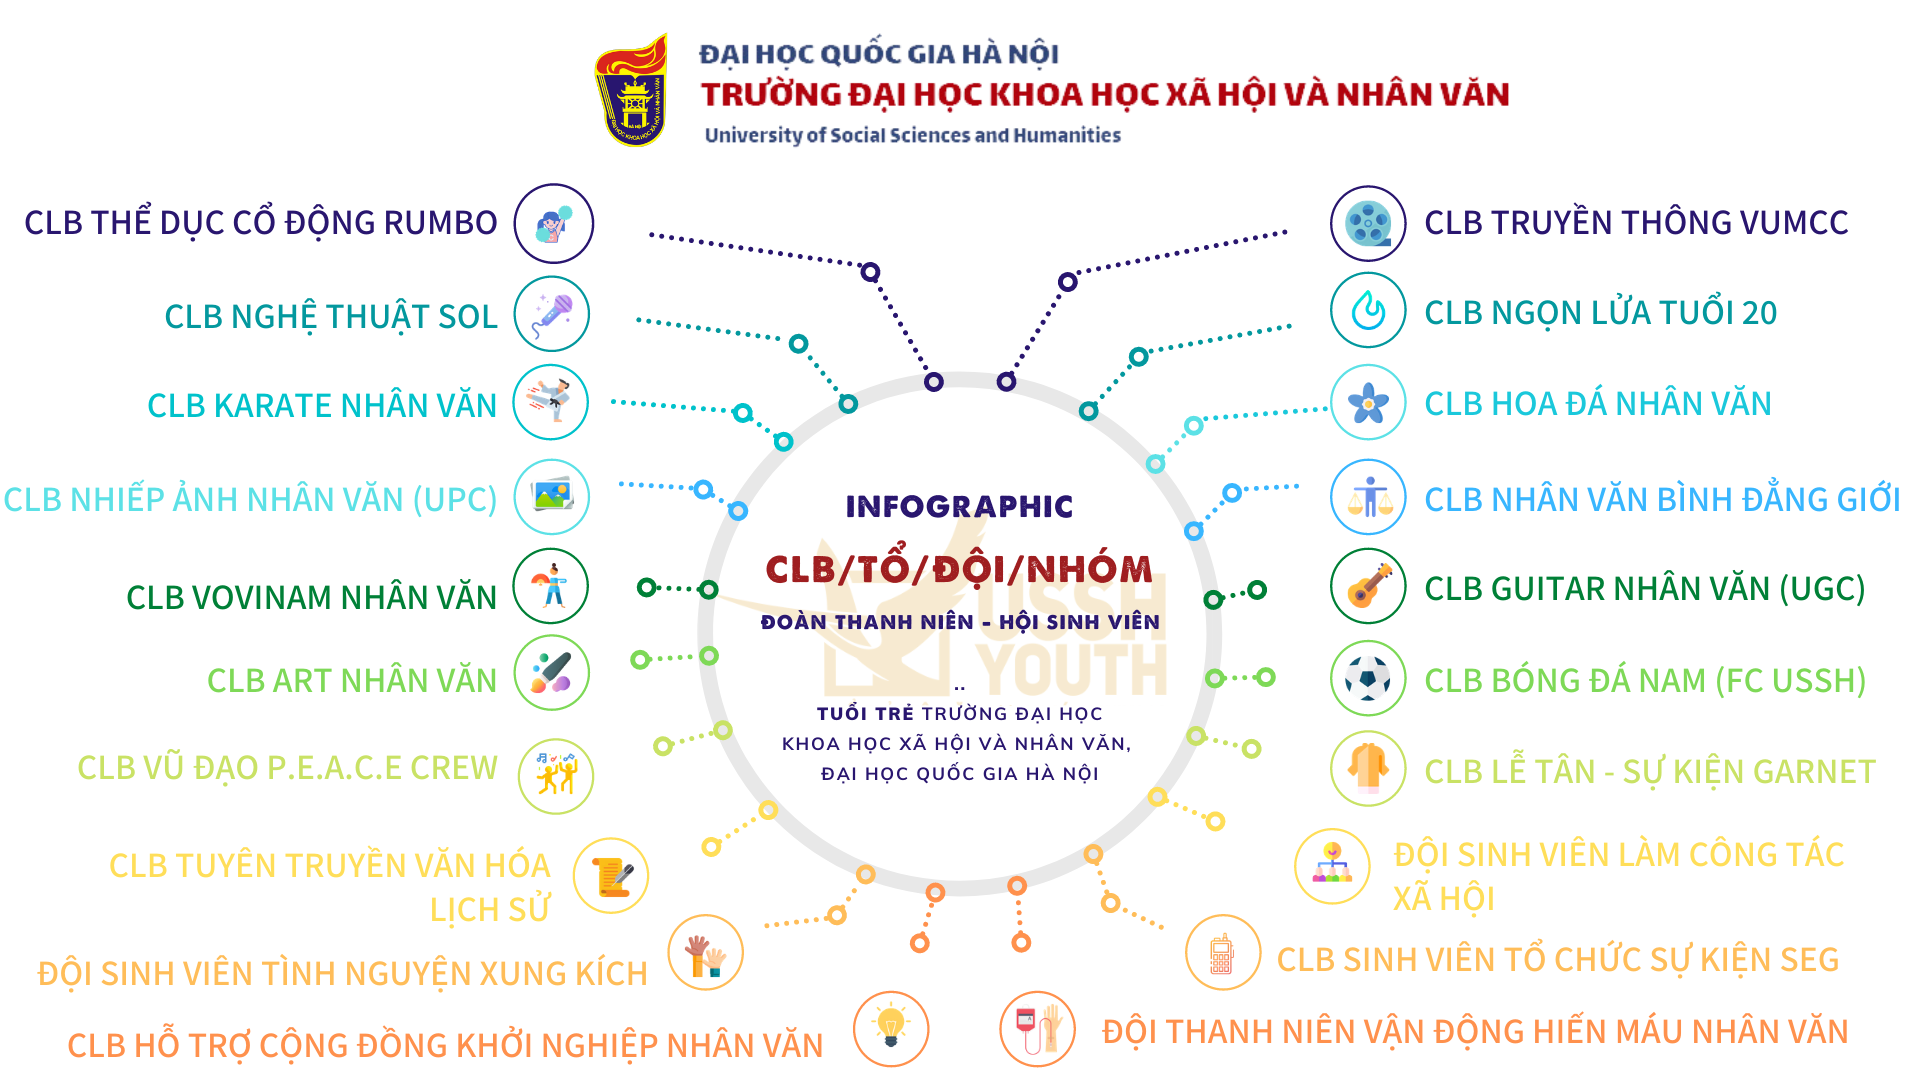 ĐẠI HỌC QUỐC GIA HÀ NỘI
TRƯỜNG ĐẠI HỌC KHOA HỌC XÃ HỘI VÀ NHÂN VĂN
University of Social Sciences and Humanities
CLB THỂ DỤC CỔ ĐỘNG RUMBO
CLB NGHỆ THUẬT SOL
CLB KARATE NHÂN VĂN
CLB NHIẾP ẢNH NHÂN VĂN (UPC)
CLB VOVINAM NHÂN VĂN
CLB ART NHÂN VĂN
CLB VŨ ĐẠO P.E.A.C.E CREW
CLB TUYÊN TRUYỀN VĂN HÓA
LỊCH SỬ
ĐỘI SINH VIÊN TÌNH NGUYỆN XUNG KÍCH
CLB HỖ TRỢ CỘNG ĐỒNG KHỞI NGHIỆP NHÂN VĂN
INFOGRAPHIC
CLB/TỔ/ĐỘI/NHÓM
ĐOÀN THANH NIÊN - HỘI SINH VIÊN
USSH
YOUTH
..
TUỔI TRẺ TRƯỜNG ĐẠI HỌC
KHOA HỌC XÃ HỘI VÀ NHÂN VĂN,
ĐẠI HỌC QUỐC GIA HÀ NỘI
CLB TRUYỀN THÔNG VUMCC
CLB NGỌN LỬA TUỔI 20
CLB HOA ĐÁ NHÂN VĂN
CLB NHÂN VĂN BÌNH ĐẲNG GIỚI
CLB GUITAR NHÂN VĂN (UGC)
CLB BÓNG ĐÁ NAM (FC USSH)
CLB LỄ TÂN - SỰ KIỆN GARNET
ĐỘI SINH VIÊN LÀM CÔNG TÁC
XÃ HỘI
CLB SINH VIÊN TỔ CHỨC SỰ KIỆN SEG
ĐỘI THANH NIÊN VẬN ĐỘNG HIẾN MÁU NHÂN VĂN